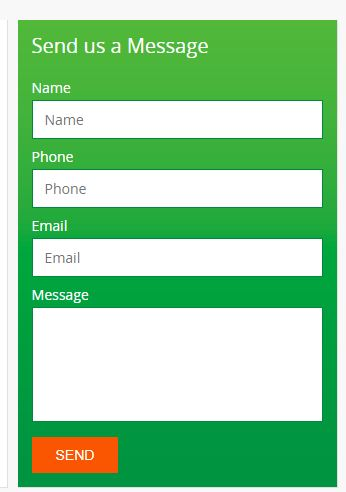 Send us a Message
Name
Name
Phone
Phone
Email
Email
Message
SEND